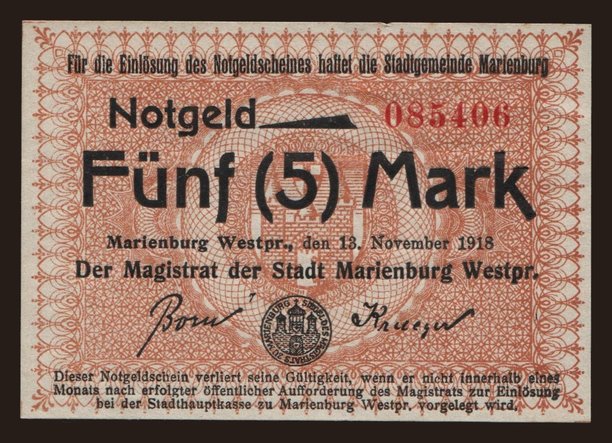 Für die Einlösung des Notgeldscheines haftet die Stadtgemeinde Marienburg
Notgeld 085406
Fünf (5) Mark
Marienburg Westpr., den 13. November 1918
Der Magistrat der Stadt Marienburg Westpr.
Born Krueger
Dieser Notgeldschein verliert seine Gültigkeit, wenn er nicht innerhalb eines
Monats nach erfolgter öffentlicher Aufforderung des Magistrats zur Einlösung
bei der Stadthauptkasse zu Marienburg Westpr. vorgelegt wird.